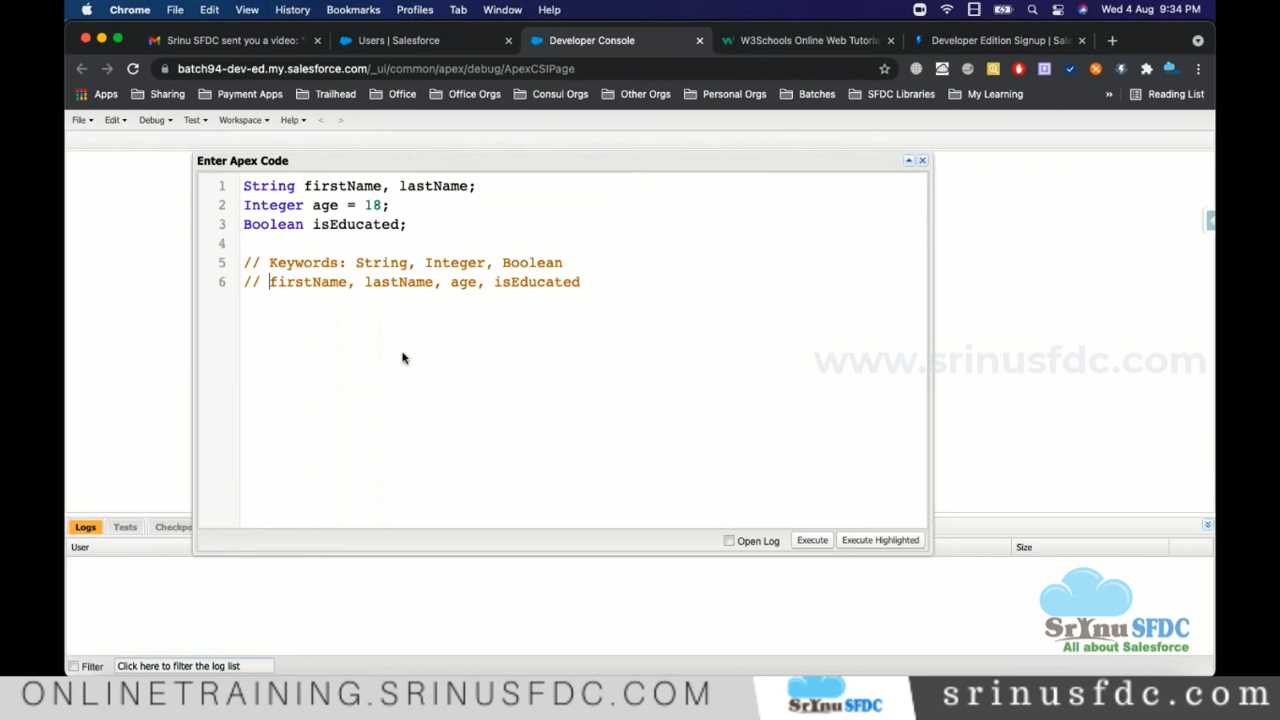 Chrome File Edit View History Bookmarks Profiles Tab Window Help Wed 4 Aug 9:34 PM
Srinu SFDC sent you a video: " Users | Salesforce Developer Console W3Schools Online Web Tutoria Developer Edition Signup | Sale
batch94-dev-ed.my.salesforce.com/_ui/common/apex/debug/ApexCSIPage
Apps Sharing Payment Apps Trailhead Office Office Orgs Consul Orgs Other Orgs Personal Orgs Batches SFDC Libraries My Learning » Reading List
File Edit Debug Test Workspace Help < >
Enter Apex Code
1 String firstName, lastName;
2 Integer age = 18;
3 Boolean isEducated;
4
5 // Keywords: String, Integer, Boolean
6 // firstName, lastName, age, isEducated
www.srinusfdc.com
Logs Tests Checkpo
Open Log Execute Execute Highlighted
User Size
SrYnu SFDC
All about Salesforce
Filter Click here to filter the log list
ONLINETRAINING.SRINUSFDC.COM SrYnu SFDC srinusfdc.com